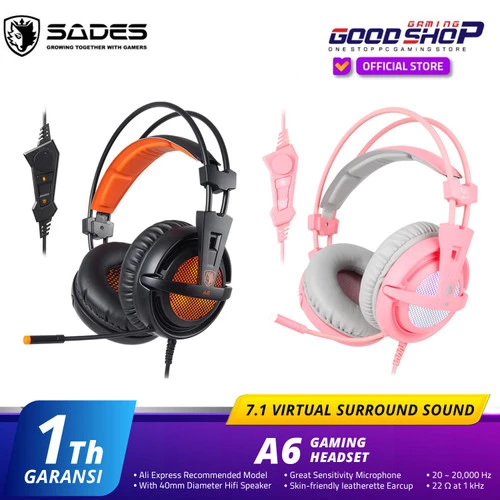 SADES
GROWING TOGETHER WITH GAMERS
GAMING
GOODSHOP
ONE STOP PC GAMING STORE
OFFICIAL STORE
7.1 VIRTUAL SURROUND SOUND
1Th
GARANSI
A6 GAMING HEADSET
• Ali Express Recommended Model
• With 40mm Diameter Hifi Speaker
• Great Sensitivity Microphone
• Skin-friendly leatherette Earcup
• 20 ~ 20,000 Hz
• 22 Ω at 1 kHz